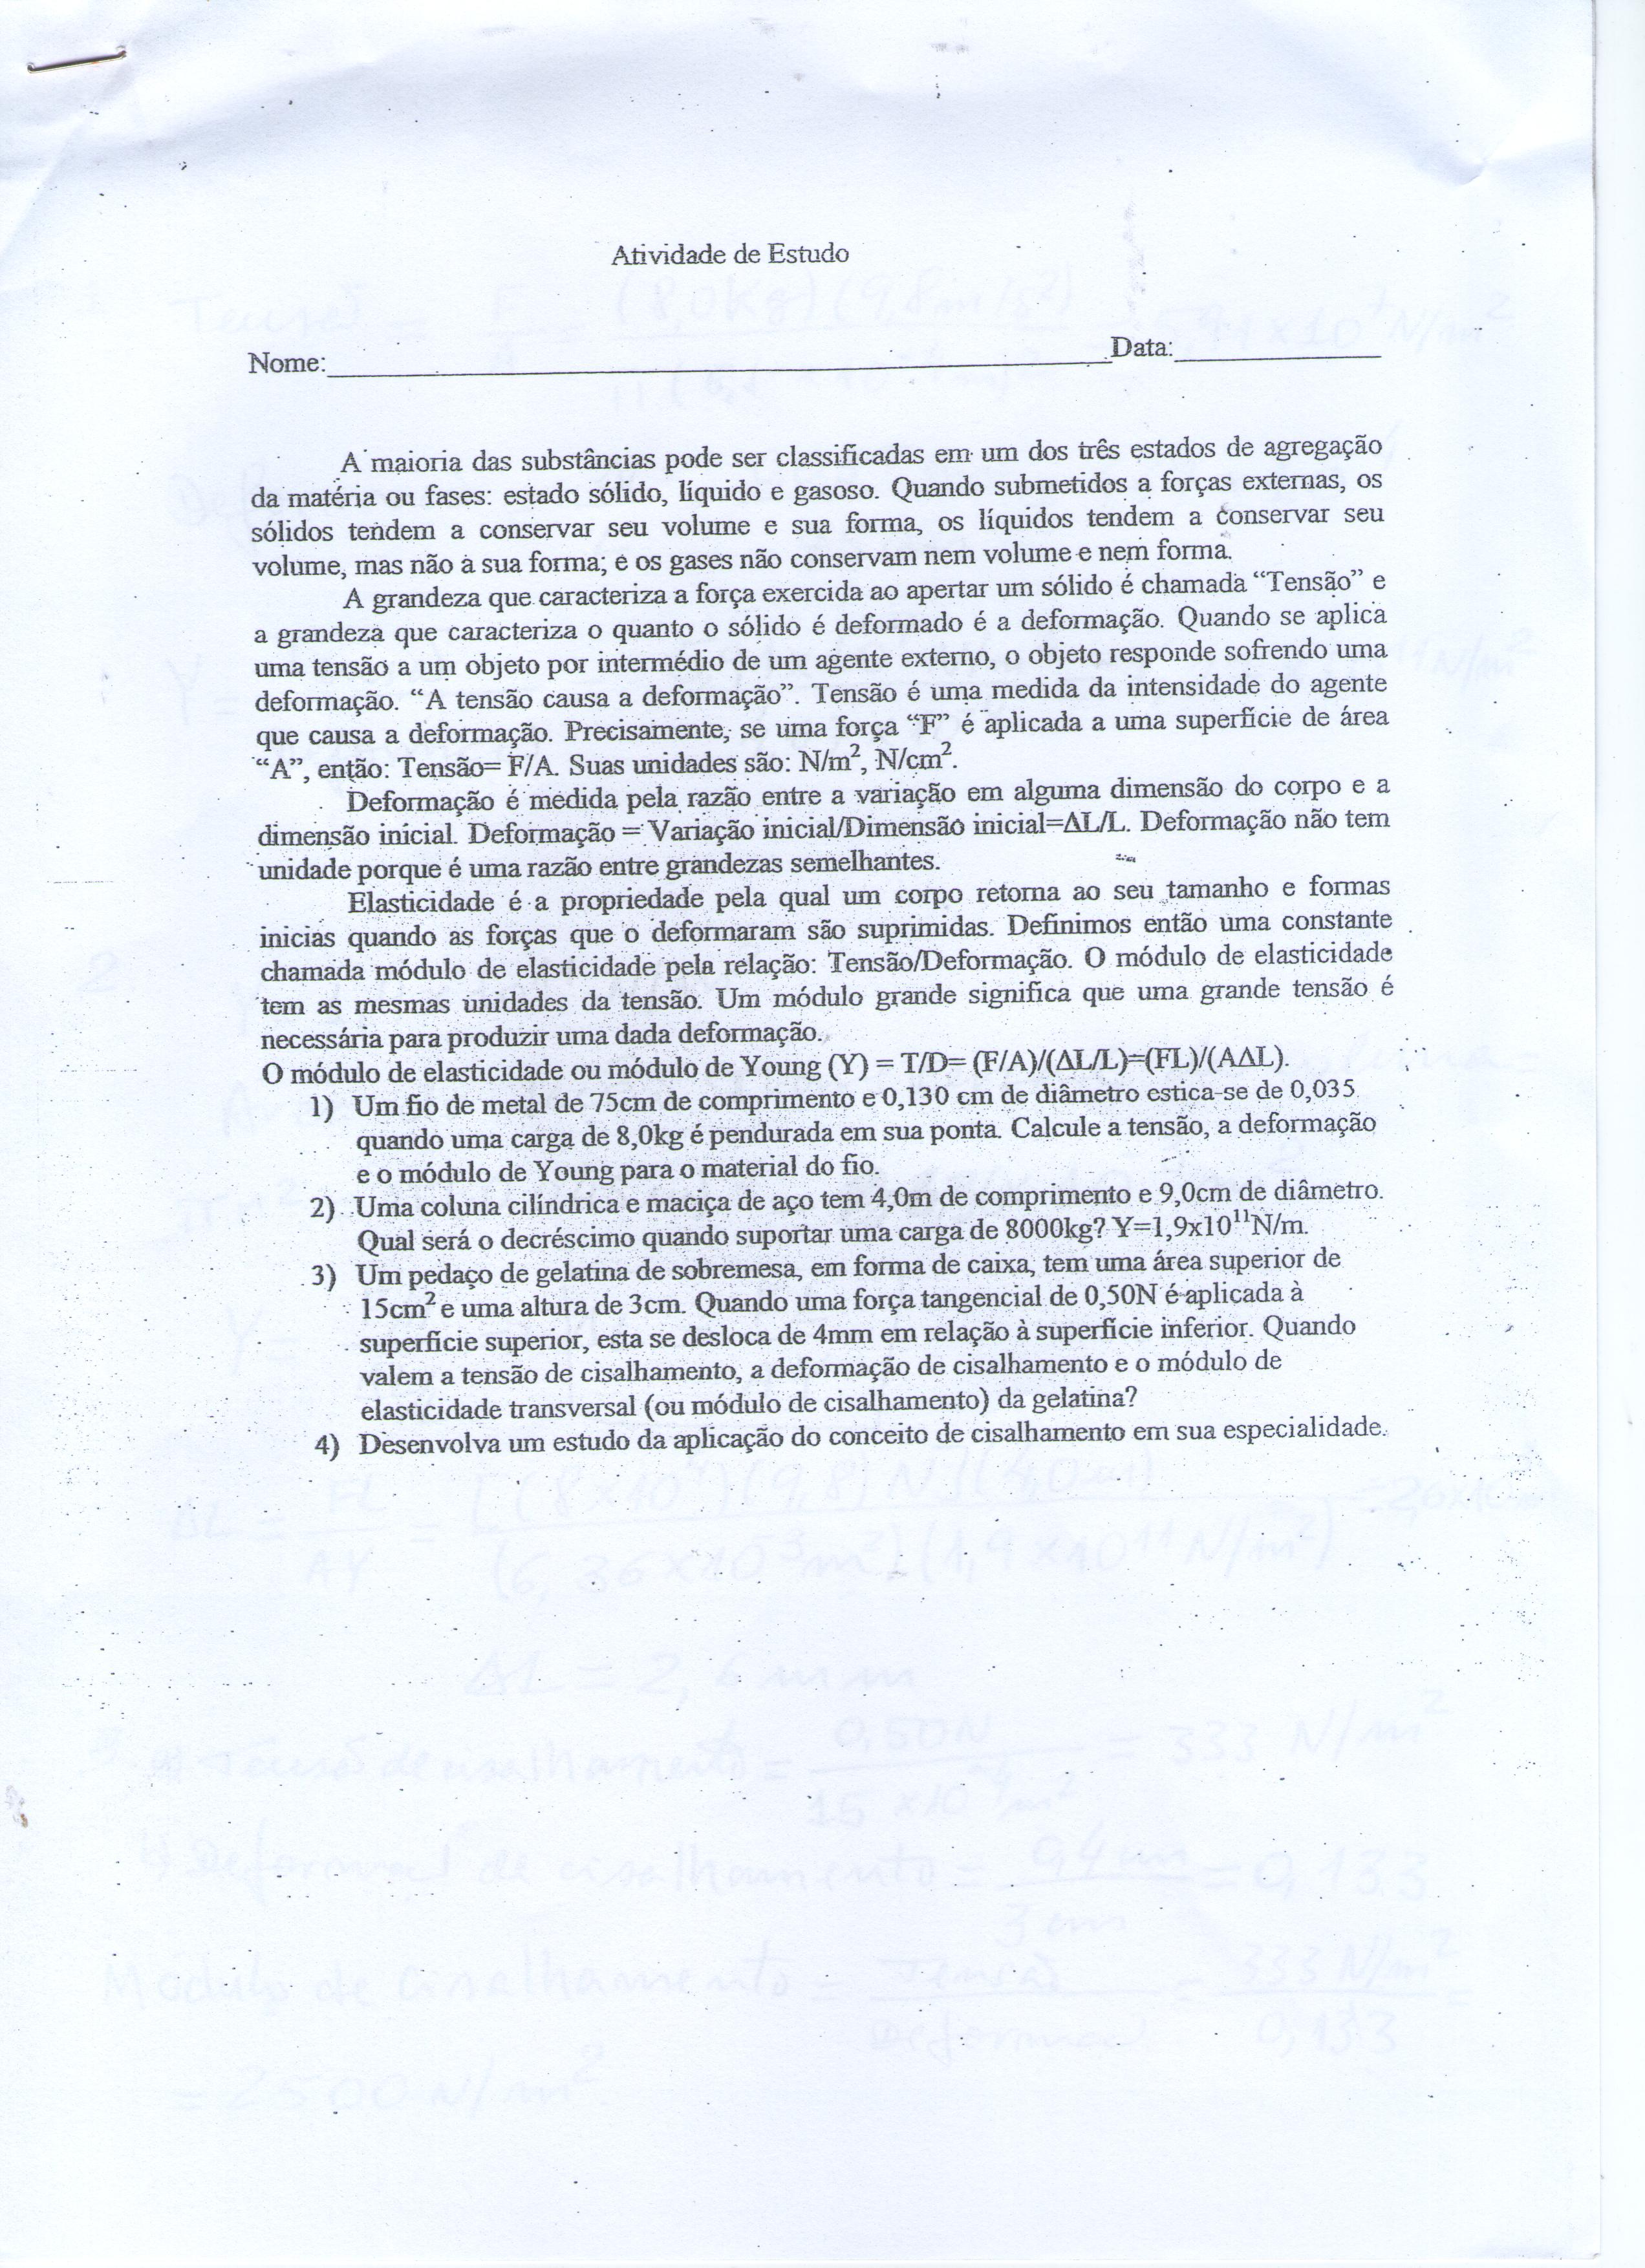 Atividade de Estudo
Nome: Data:
A maioria das substâncias pode ser classificadas em um dos três estados de agregação
da matéria ou fases: estado sólido, líquido e gasoso. Quando submetidos a forças externas, os
sólidos tendem a conservar seu volume e sua forma, os líquidos tendem a conservar seu
volume, mas não a sua forma; e os gases não conservam nem volume e nem forma.
A grandeza que caracteriza a força exercida ao apertar um sólido é chamada “Tensão” e
a grandeza que caracteriza o quanto o sólido é deformado é a deformação. Quando se aplica
uma tensão a um objeto por intermédio de um agente externo, o objeto responde sofrendo uma
deformação. “A tensão causa a deformação”. Tensão é uma medida da intensidade do agente
que causa a deformação. Precisamente, se uma força “F” é aplicada a uma superfície de área
“A”, então: Tensão= F/A. Suas unidades são: N/m², N/cm².
Deformação é medida pela razão entre a variação em alguma dimensão do corpo e a
dimensão inicial. Deformação = Variação inicial/Dimensão inicial=ΔL/L. Deformação não tem
unidade porque é uma razão entre grandezas semelhantes.
Elasticidade é a propriedade pela qual um corpo retorna ao seu tamanho e formas
inicias quando as forças que o deformaram são suprimidas. Definimos então uma constante
chamada módulo de elasticidade pela relação: Tensão/Deformação. O módulo de elasticidade
tem as mesmas unidades da tensão. Um módulo grande significa que uma grande tensão é
necessária para produzir uma dada deformação.
O módulo de elasticidade ou módulo de Young (Y) = T/D= (F/A)/(ΔL/L)=(FL)/(AΔL).
1) Um fio de metal de 75cm de comprimento e 0,130 cm de diâmetro estica-se de 0,035
quando uma carga de 8,0kg é pendurada em sua ponta. Calcule a tensão, a deformação
e o módulo de Young para o material do fio.
2) Uma coluna cilíndrica e maciça de aço tem 4,0m de comprimento e 9,0cm de diâmetro.
Qual será o decréscimo quando suportar uma carga de 8000kg? Y=1,9x10¹¹N/m.
3) Um pedaço de gelatina de sobremesa, em forma de caixa, tem uma área superior de
15cm² e uma altura de 3cm. Quando uma força tangencial de 0,50N é aplicada à
superfície superior, esta se desloca de 4mm em relação à superfície inferior. Quando
valem a tensão de cisalhamento, a deformação de cisalhamento e o módulo de
elasticidade transversal (ou módulo de cisalhamento) da gelatina?
4) Desenvolva um estudo da aplicação do conceito de cisalhamento em sua especialidade.
ΔL = 2,6mm
= 333 N/m²
= 0,133
= 2500 N/m²